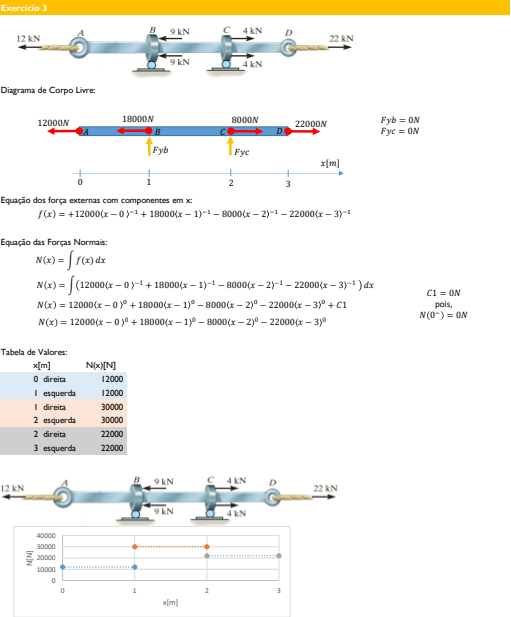 Exercicio 3
12 kN A B 9 kN C 4 kN D 22 kN
9 kN 4 kN
Diagrama de Corpo Livre:
12000N 18000N 8000N 22000N
A B C D
Fyb Fyc
Fyb = 0N
Fyc = 0N
x[m]
0 1 2 3
Equação dos força externas com componentes em x:
f(x) = +12000⟨x − 0⟩⁻¹ + 18000⟨x − 1⟩⁻¹ − 8000⟨x − 2⟩⁻¹ − 22000⟨x − 3⟩⁻¹
Equação das Forças Normais:
N(x) = ∫ f(x) dx
N(x) = ∫(12000⟨x − 0⟩⁻¹ + 18000⟨x − 1⟩⁻¹ − 8000⟨x − 2⟩⁻¹ − 22000⟨x − 3⟩⁻¹) dx
N(x) = 12000⟨x − 0⟩⁰ + 18000⟨x − 1⟩⁰ − 8000⟨x − 2⟩⁰ − 22000⟨x − 3⟩⁰ + C1
N(x) = 12000⟨x − 0⟩⁰ + 18000⟨x − 1⟩⁰ − 8000⟨x − 2⟩⁰ − 22000⟨x − 3⟩⁰
C1 = 0N
pois,
N(0⁻) = 0N
Tabela de Valores:
x[m] N(x)[N]
0 direita 12000
1 esquerda 12000
1 direita 30000
2 esquerda 30000
2 direita 22000
3 esquerda 22000
12 kN A B 9 kN C 4 kN D 22 kN
9 kN 4 kN
N[N]
40000
30000
20000
10000
0
0 1 2 3
x[m]